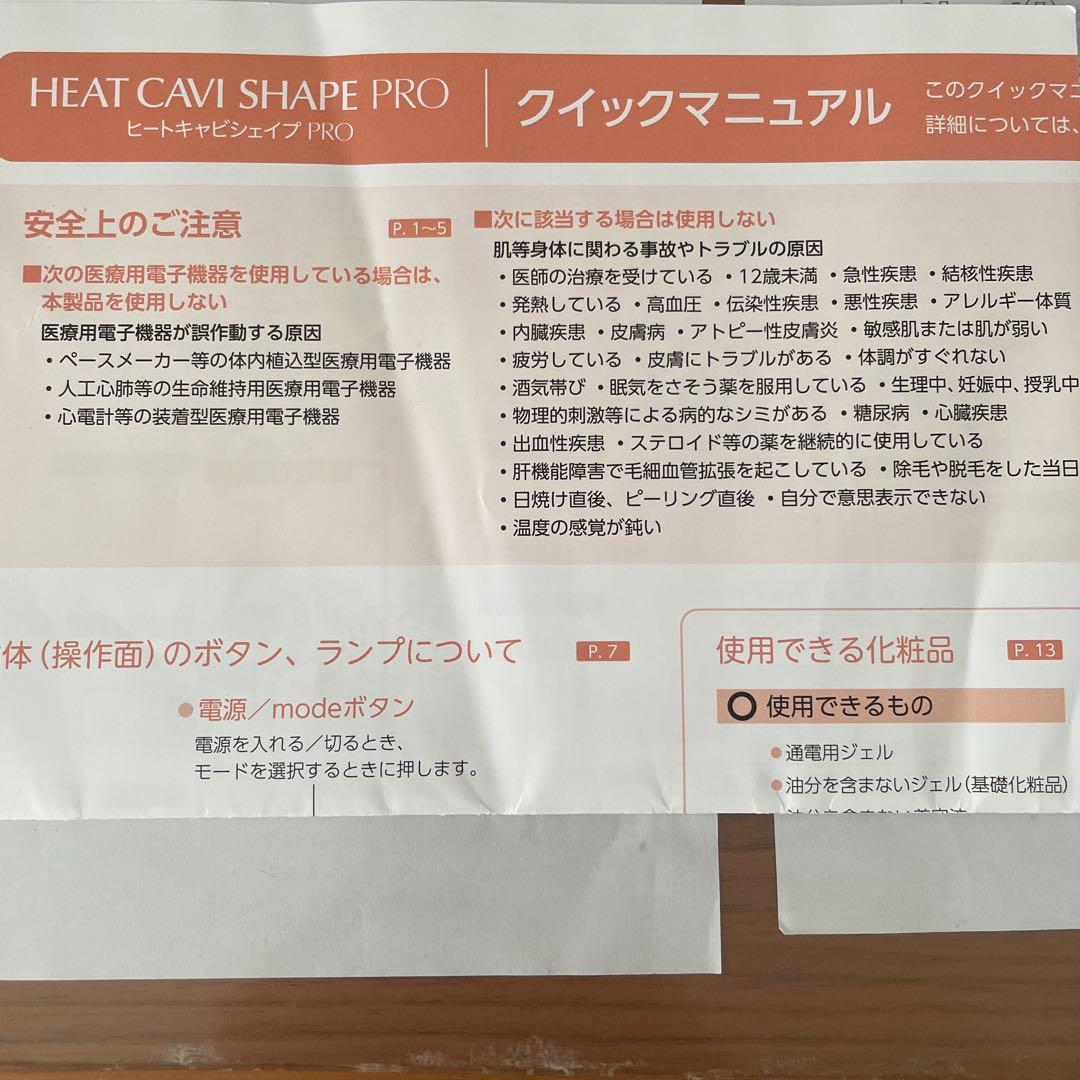 HEAT CAVI SHAPE PRO
ヒートキャビシェイプ PRO
クイックマニュアル
このクイックマニ
詳細については、
安全上のご注意 P. 1〜5
■次の医療用電子機器を使用している場合は、
本製品を使用しない
医療用電子機器が誤作動する原因
・ペースメーカー等の体内植込型医療用電子機器
・人工心肺等の生命維持用医療用電子機器
・心電計等の装着型医療用電子機器
■次に該当する場合は使用しない
肌等身体に関わる事故やトラブルの原因
・医師の治療を受けている ・12歳未満 ・急性疾患 ・結核性疾患
・発熱している ・高血圧 ・伝染性疾患 ・悪性疾患 ・アレルギー体質
・内臓疾患 ・皮膚病 ・アトピー性皮膚炎 ・敏感肌または肌が弱い
・疲労している ・皮膚にトラブルがある ・体調がすぐれない
・酒気帯び ・眠気をさそう薬を服用している ・生理中、妊娠中、授乳中
・物理的刺激等による病的なシミがある ・糖尿病 ・心臓疾患
・出血性疾患 ・ステロイド等の薬を継続的に使用している
・肝機能障害で毛細血管拡張を起こしている ・除毛や脱毛をした当日
・日焼け直後、ピーリング直後 ・自分で意思表示できない
・温度の感覚が鈍い
体（操作面）のボタン、ランプについて P. 7
●電源／modeボタン
電源を入れる／切るとき、
モードを選択するときに押します。
使用できる化粧品 P. 13
○使用できるもの
●通電用ジェル
●油分を含まないジェル（基礎化粧品）